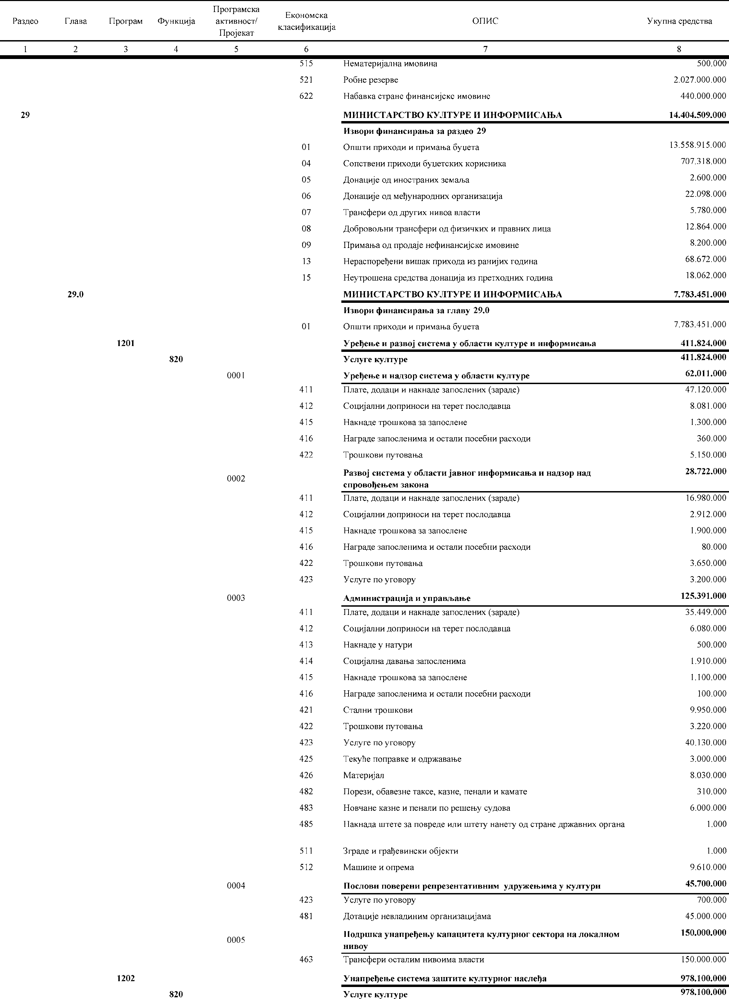 Раздео Глава Програм Функција Програмска активност/ Пројекат Економска класификација ОПИС Укупна средства
1 2 3 4 5 6 7 8
515 Нематеријална имовина 500.000
521 Робне резерве 2.027.000.000
622 Набавка стране финансијске имовине 440.000.000
29 МИНИСТАРСТВО КУЛТУРЕ И ИНФОРМИСАЊА 14.404.509.000
Извори финансирања за раздео 29
01 Општи приходи и примања буџета 13.558.915.000
04 Сопствени приходи буџетских корисника 707.318.000
05 Донације од иностраних земаља 2.600.000
06 Донације од међународних организација 22.098.000
07 Трансфери од других нивоа власти 5.780.000
08 Добровољни трансфери од физичких и правних лица 12.864.000
09 Примања од продаје нефинансијске имовине 8.200.000
13 Нераспоређени вишак прихода из ранијих година 68.672.000
15 Неутрошена средства донација из претходних година 18.062.000
29.0 МИНИСТАРСТВО КУЛТУРЕ И ИНФОРМИСАЊА 7.783.451.000
Извори финансирања за главу 29.0
01 Општи приходи и примања буџета 7.783.451.000
1201 Уређење и развој система у области културе и информисања 411.824.000
820 Услуге културе 411.824.000
0001 Уређење и надзор система у области културе 62.011.000
411 Плате, додаци и накнаде запослених (зараде) 47.120.000
412 Социјални доприноси на терет послодавца 8.081.000
415 Накнаде трошкова за запослене 1.300.000
416 Награде запосленима и остали посебни расходи 360.000
422 Трошкови путовања 5.150.000
0002 Развој система у области јавног информисања и надзор над 28.722.000
спровођењем закона
411 Плате, додаци и накнаде запослених (зараде) 16.980.000
412 Социјални доприноси на терет послодавца 2.912.000
415 Накнаде трошкова за запослене 1.900.000
416 Награде запосленима и остали посебни расходи 80.000
422 Трошкови путовања 3.650.000
423 Услуге по уговору 3.200.000
0003 Администрација и управљање 125.391.000
411 Плате, додаци и накнаде запослених (зараде) 35.449.000
412 Социјални доприноси на терет послодавца 6.080.000
413 Накнаде у натури 500.000
414 Социјална давања запосленима 1.910.000
415 Накнаде трошкова за запослене 1.100.000
416 Награде запосленима и остали посебни расходи 100.000
421 Стални трошкови 9.950.000
422 Трошкови путовања 3.220.000
423 Услуге по уговору 40.130.000
425 Текуће поправке и одржавање 3.000.000
426 Материјал 8.030.000
482 Порези, обавезне таксе, казне, пенали и камате 310.000
483 Новчане казне и пенали по решењу судова 6.000.000
485 Накнада штете за повреде или штету нанету од стране државних органа 1.000
511 Зграде и грађевински објекти 1.000
512 Машине и опрема 9.610.000
0004 Послови поверени репрезентативним удружењима у култури 45.700.000
423 Услуге по уговору 700.000
481 Дотације невладиним организацијама 45.000.000
0005 Подршка унапређењу капацитета културног сектора на локалном 150.000.000
нивоу
463 Трансфери осталим нивоима власти 150.000.000
1202 Унапређење система заштите културног наслеђа 978.100.000
820 Услуге културе 978.100.000